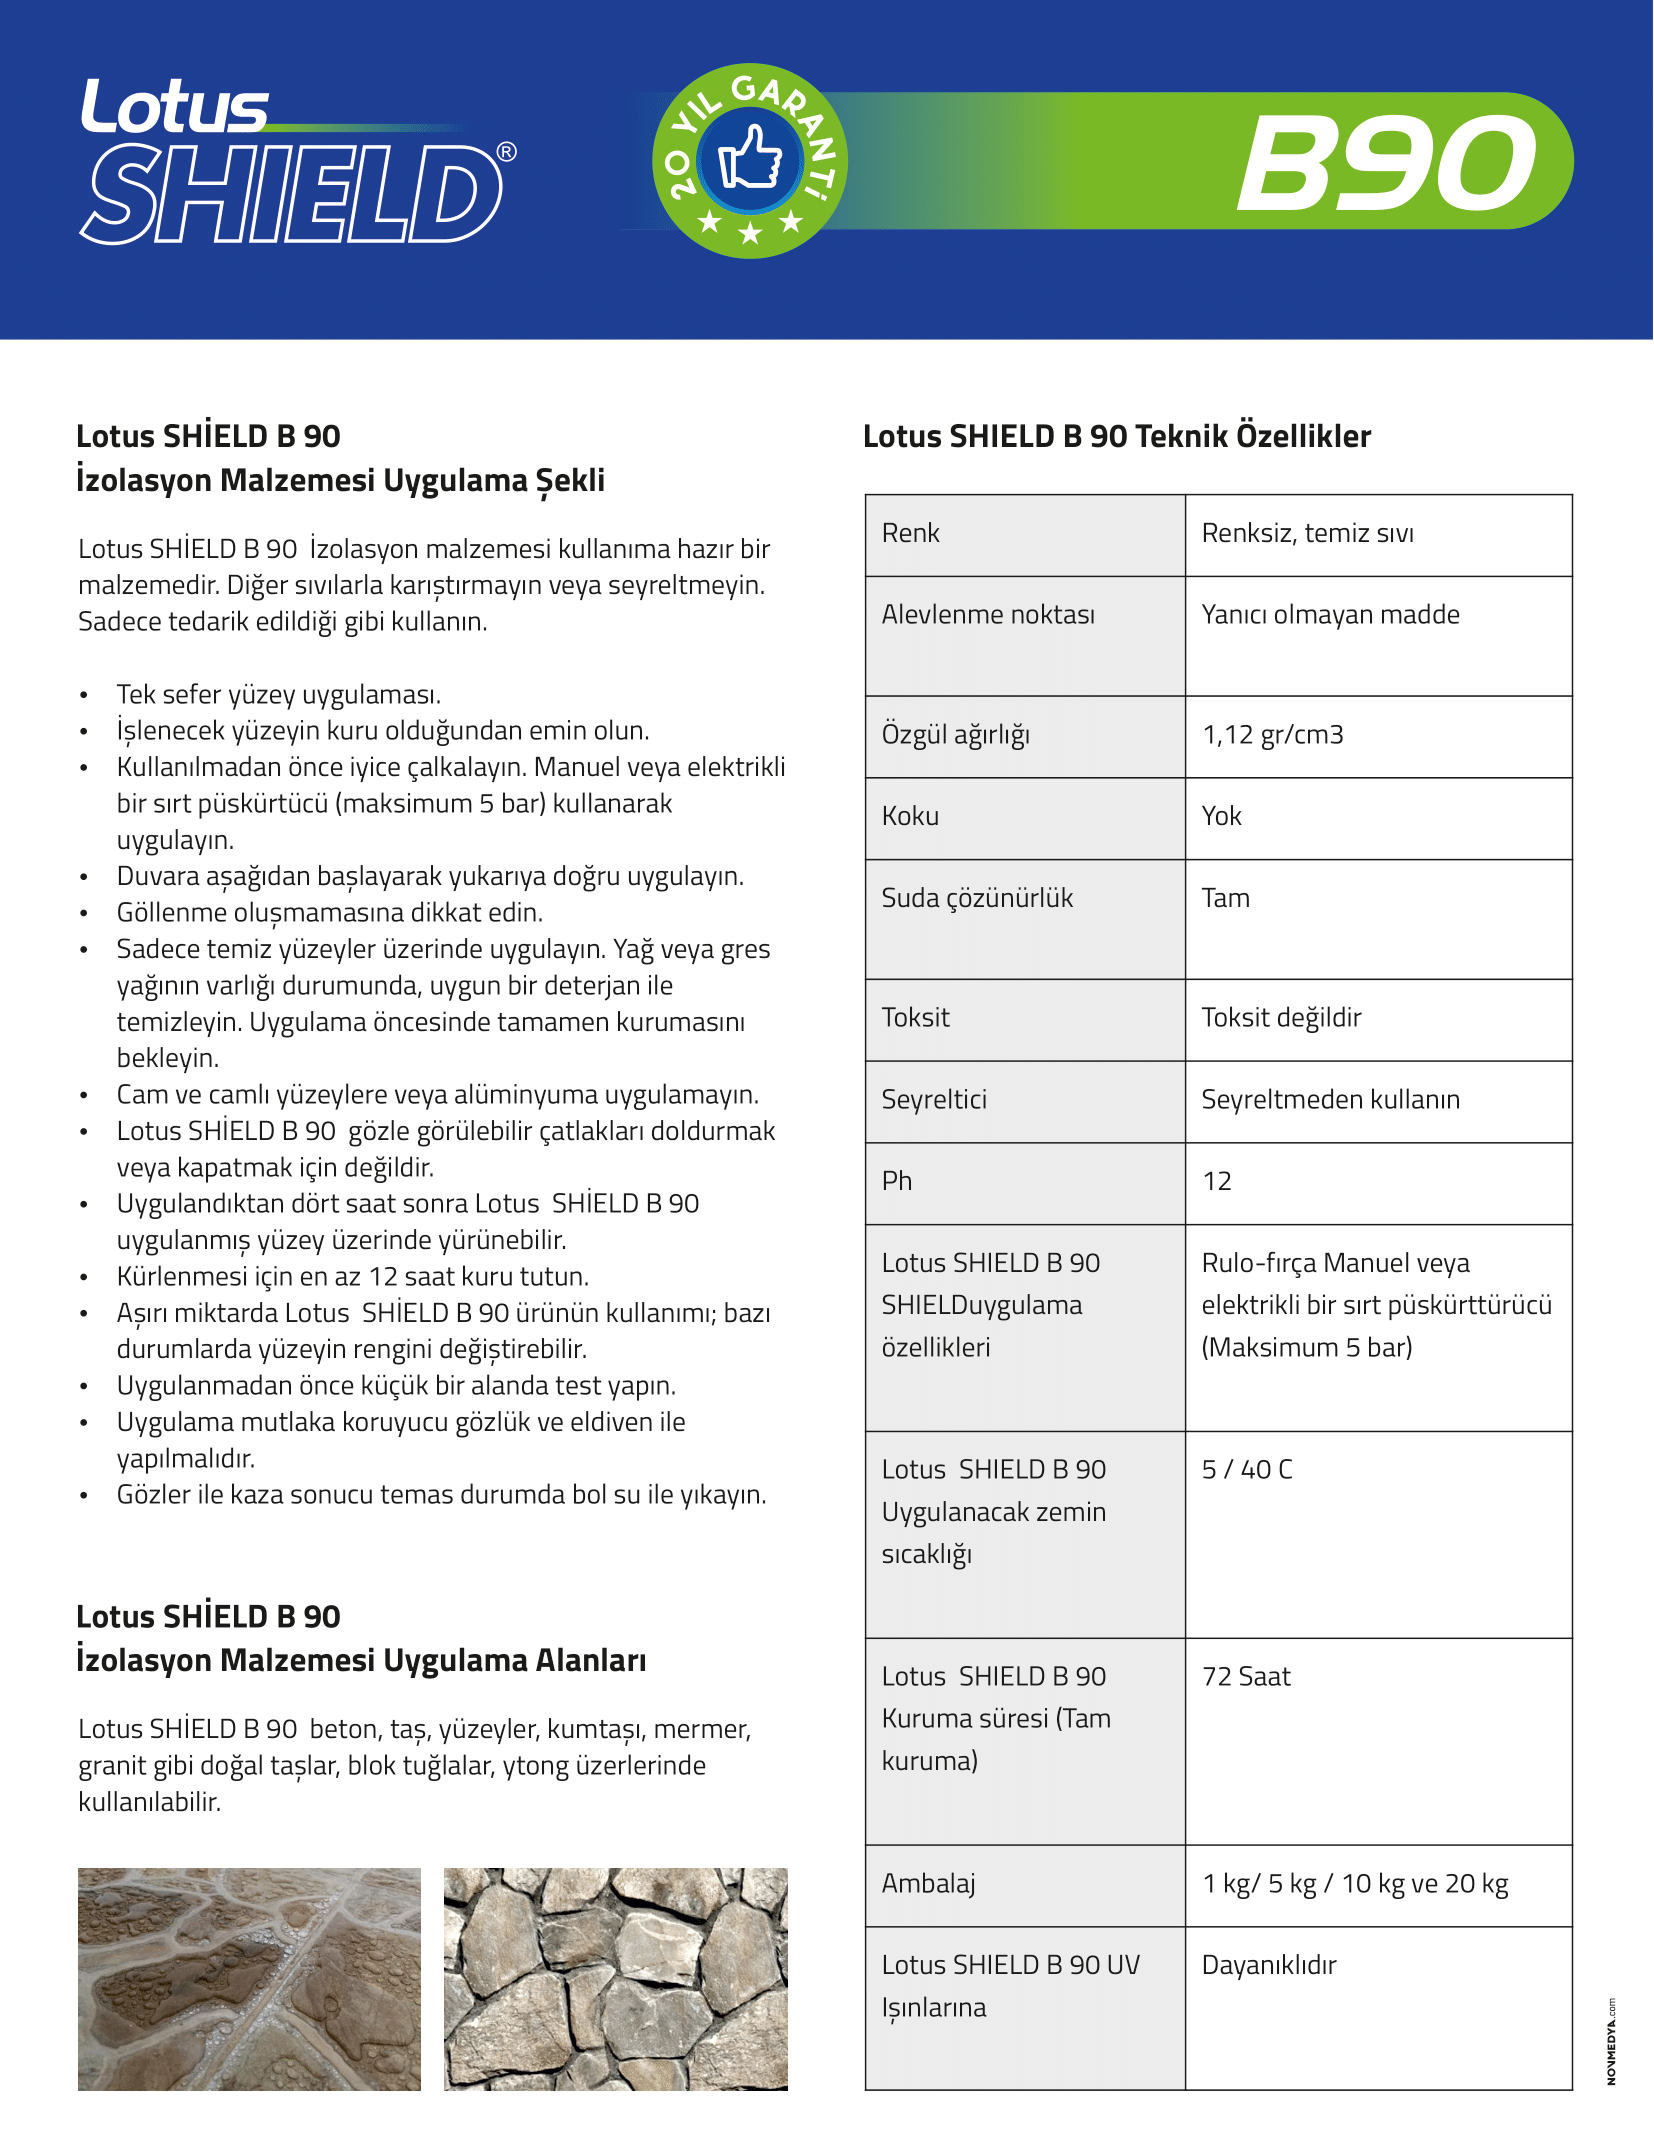 Lotus
SHIELD®
20 YIL GARANTİ
B90
Lotus SHİELD B 90
İzolasyon Malzemesi Uygulama Şekli
Lotus SHİELD B 90 İzolasyon malzemesi kullanıma hazır bir
malzemedir. Diğer sıvılarla karıştırmayın veya seyreltmeyin.
Sadece tedarik edildiği gibi kullanın.
• Tek sefer yüzey uygulaması.
• İşlenecek yüzeyin kuru olduğundan emin olun.
• Kullanılmadan önce iyice çalkalayın. Manuel veya elektrikli
bir sırt püskürtücü (maksimum 5 bar) kullanarak
uygulayın.
• Duvara aşağıdan başlayarak yukarıya doğru uygulayın.
• Göllenme oluşmamasına dikkat edin.
• Sadece temiz yüzeyler üzerinde uygulayın. Yağ veya gres
yağının varlığı durumunda, uygun bir deterjan ile
temizleyin. Uygulama öncesinde tamamen kurumasını
bekleyin.
• Cam ve camlı yüzeylere veya alüminyuma uygulamayın.
• Lotus SHİELD B 90 gözle görülebilir çatlakları doldurmak
veya kapatmak için değildir.
• Uygulandıktan dört saat sonra Lotus SHİELD B 90
uygulanmış yüzey üzerinde yürünebilir.
• Kürlenmesi için en az 12 saat kuru tutun.
• Aşırı miktarda Lotus SHİELD B 90 ürünün kullanımı; bazı
durumlarda yüzeyin rengini değiştirebilir.
• Uygulanmadan önce küçük bir alanda test yapın.
• Uygulama mutlaka koruyucu gözlük ve eldiven ile
yapılmalıdır.
• Gözler ile kaza sonucu temas durumda bol su ile yıkayın.
Lotus SHİELD B 90
İzolasyon Malzemesi Uygulama Alanları
Lotus SHİELD B 90 beton, taş, yüzeyler, kumtaşı, mermer,
granit gibi doğal taşlar, blok tuğlalar, ytong üzerlerinde
kullanılabilir.
Lotus SHIELD B 90 Teknik Özellikler
Renk Renksiz, temiz sıvı
Alevlenme noktası Yanıcı olmayan madde
Özgül ağırlığı 1,12 gr/cm3
Koku Yok
Suda çözünürlük Tam
Toksit Toksit değildir
Seyreltici Seyreltmeden kullanın
Ph 12
Lotus SHIELD B 90 Rulo-fırça Manuel veya
SHIELDuygulama elektrikli bir sırt püskürttürücü
özellikleri (Maksimum 5 bar)
Lotus SHIELD B 90 5 / 40 C
Uygulanacak zemin
sıcaklığı
Lotus SHIELD B 90 72 Saat
Kuruma süresi (Tam
kuruma)
Ambalaj 1 kg/ 5 kg / 10 kg ve 20 kg
Lotus SHIELD B 90 UV Dayanıklıdır
Işınlarına
NOVMEDYA.com